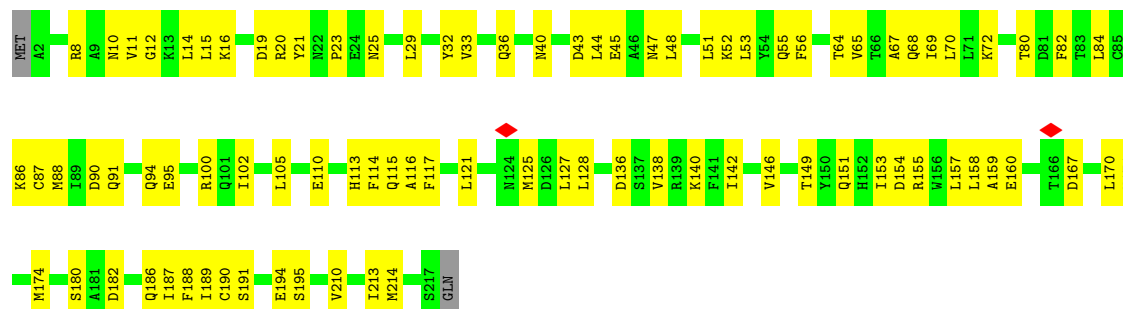 MET A2 R8 A9 N10 V11 G12 K13 L14 L15 K16 D19 R20 Y21 N22 P23 E24 N25 L29 Y32 V33 Q36 N40 D43 L44 E45 A46 N47 L48 L51 K52 L53 Y54 Q55 F56 T64 V65 T66 A67 Q68 I69 L70 L71 K72 T80 D81 F82 T83 L84 C85
K86 C87 M88 I89 D90 Q91 Q94 E95 R100 Q101 I102 L105 E110 H113 F114 Q115 A116 F117 L121 N124 M125 D126 L127 L128 D136 S137 V138 R139 K140 F141 I142 V146 T149 Y150 Q151 H152 I153 D154 R155 W156 L157 L158 A159 E160 T166 D167 L170
M174 S180 A181 D182 Q186 I187 F188 I189 C190 S191 E194 S195 V210 I213 M214 S217 GLN